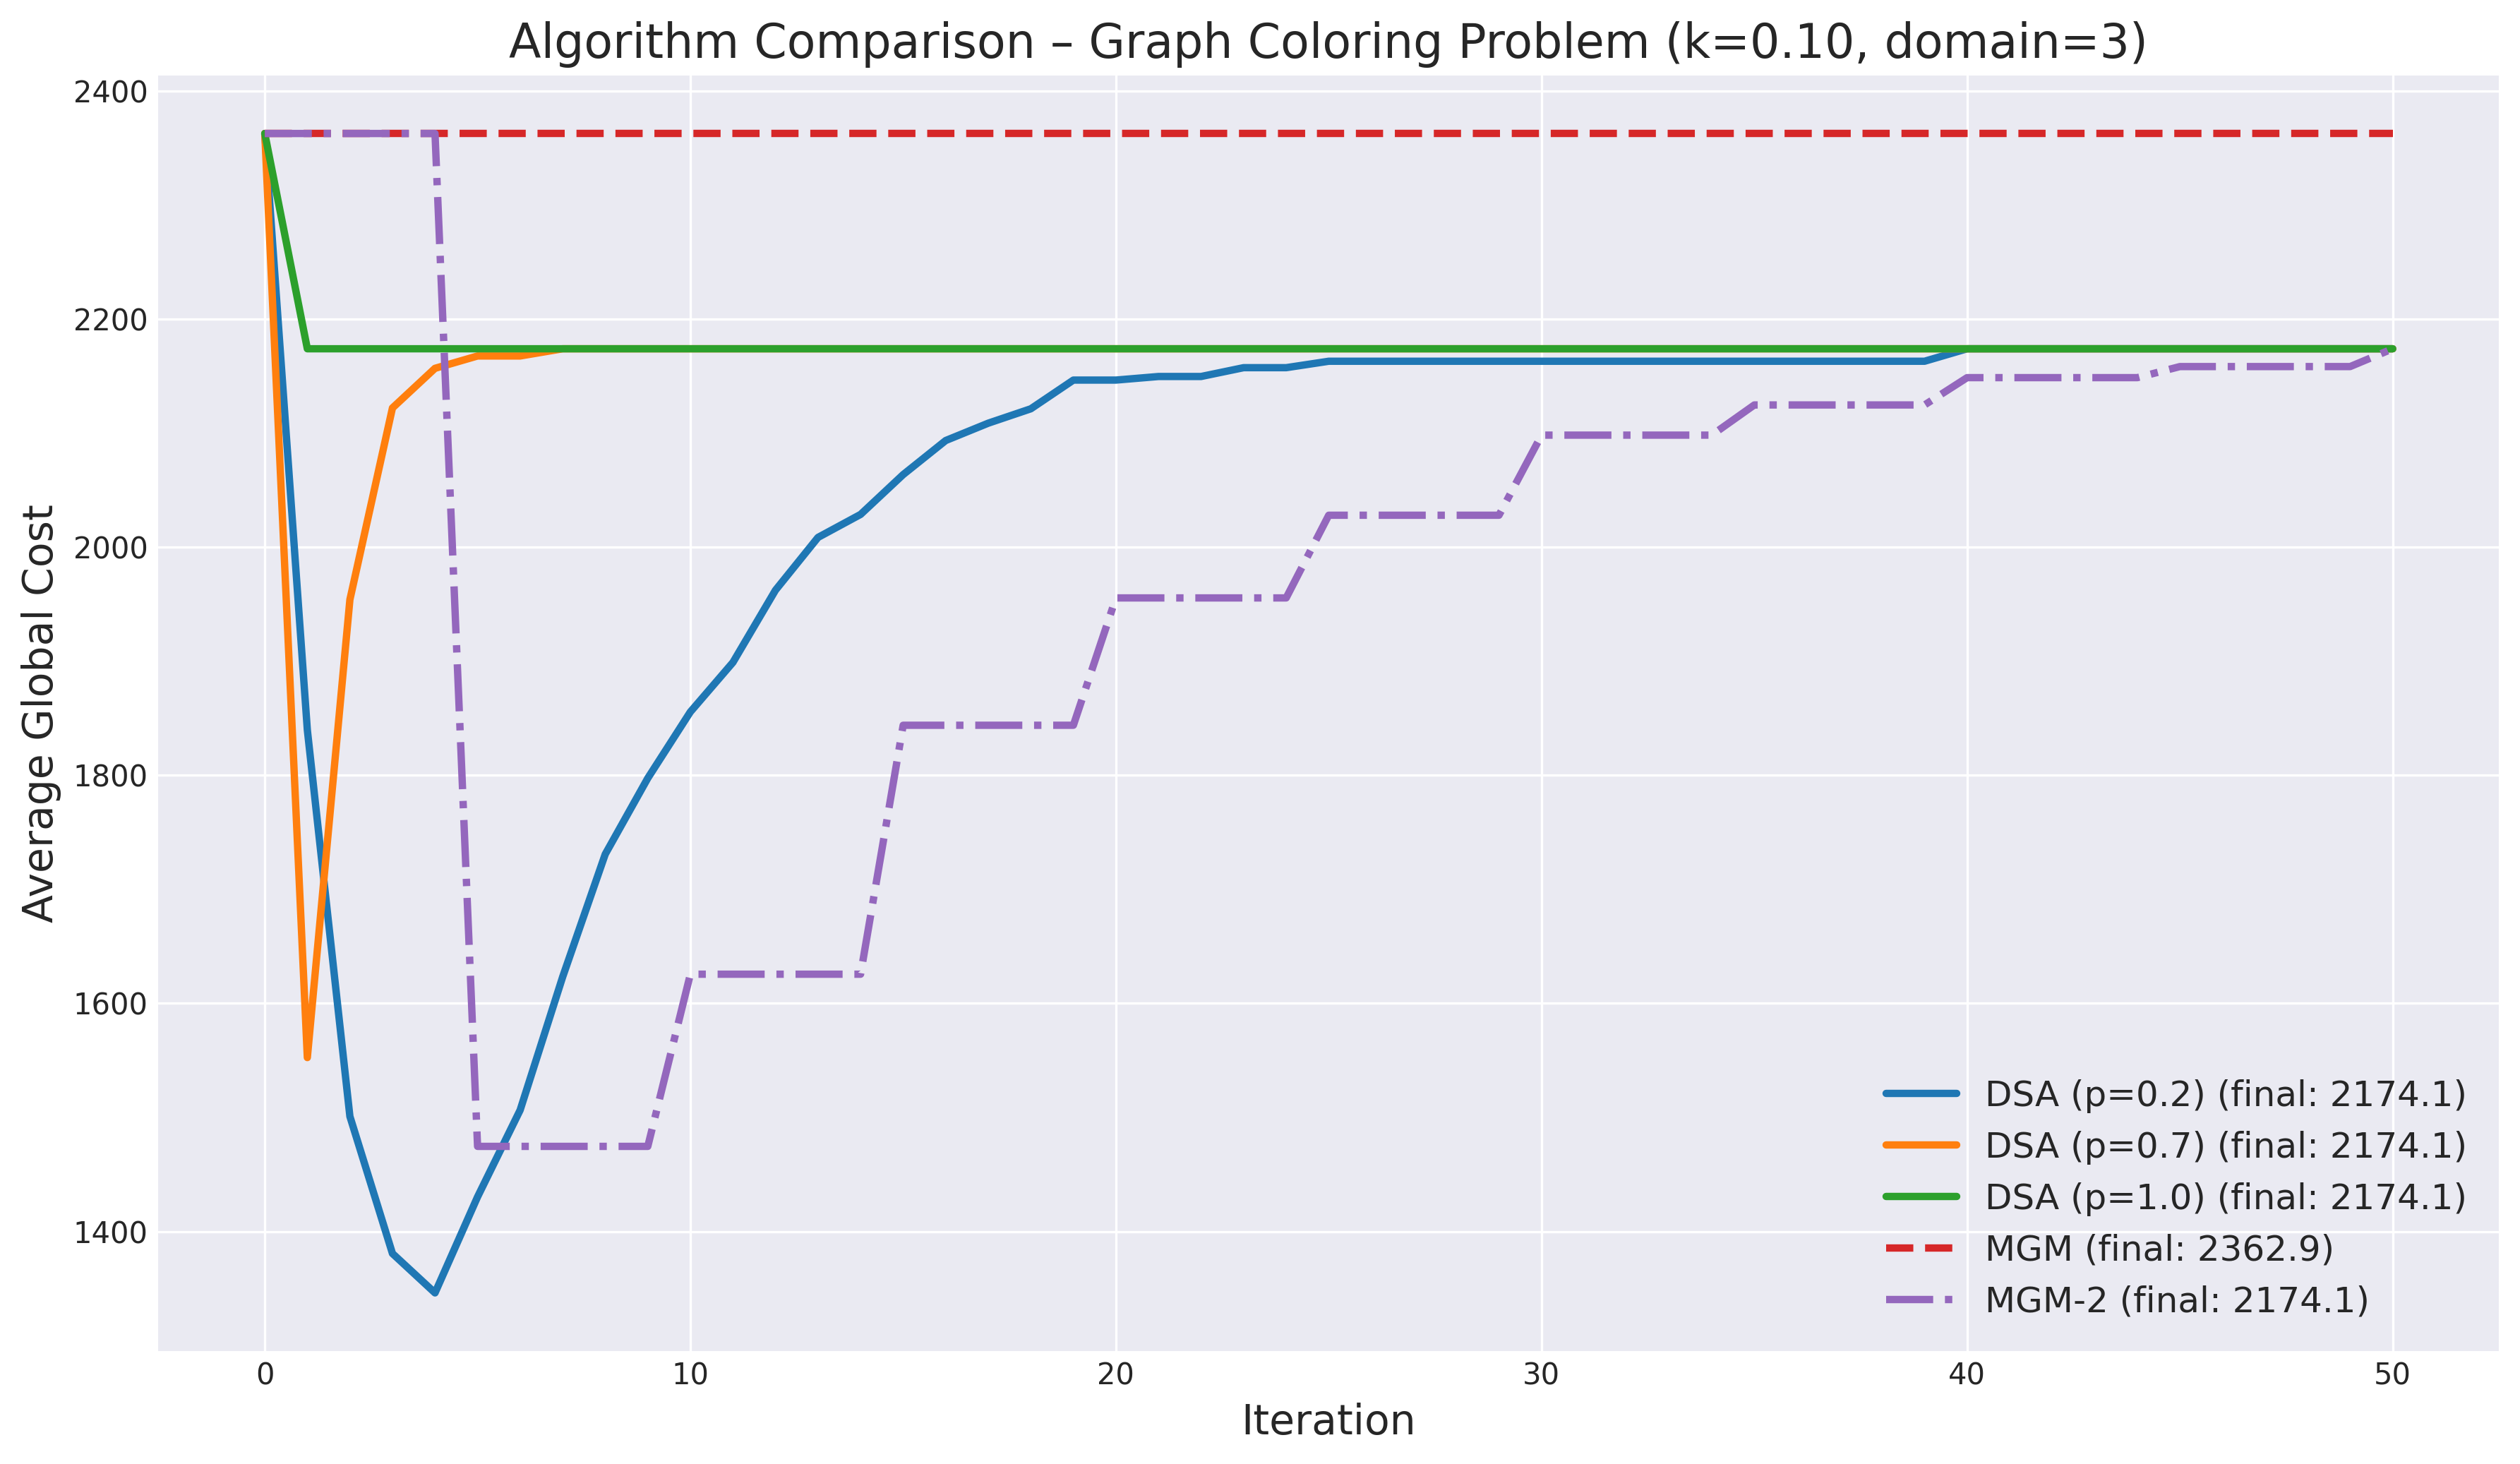 Algorithm Comparison – Graph Coloring Problem (k=0.10, domain=3)
2400
2200
2000
1800
1600
1400
Average Global Cost
0 10 20 30 40 50
Iteration
DSA (p=0.2) (final: 2174.1)
DSA (p=0.7) (final: 2174.1)
DSA (p=1.0) (final: 2174.1)
MGM (final: 2362.9)
MGM-2 (final: 2174.1)